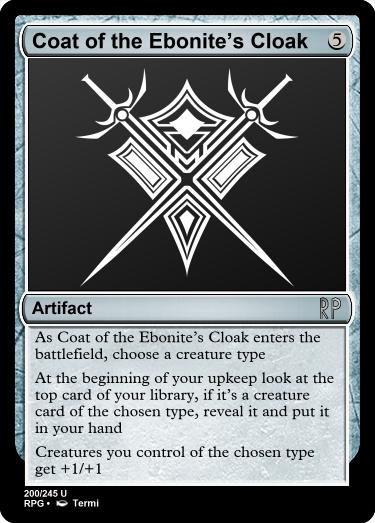 Coat of the Ebonite's Cloak 5
Artifact RP
As Coat of the Ebonite's Cloak enters the
battlefield, choose a creature type
At the beginning of your upkeep look at the
top card of your library, if it's a creature
card of the chosen type, reveal it and put it
in your hand
Creatures you control of the chosen type
get +1/+1
200/245 U
RPG • Termi